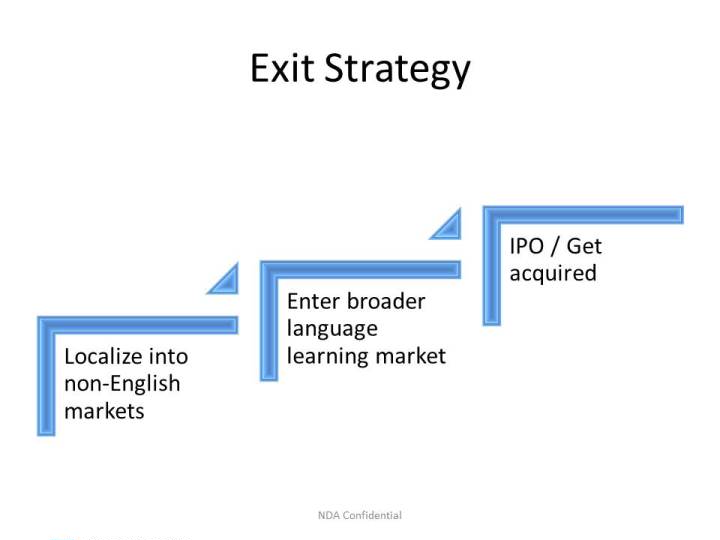 Exit Strategy
Localize into
non-English
markets
Enter broader
language
learning market
IPO / Get
acquired
NDA Confidential